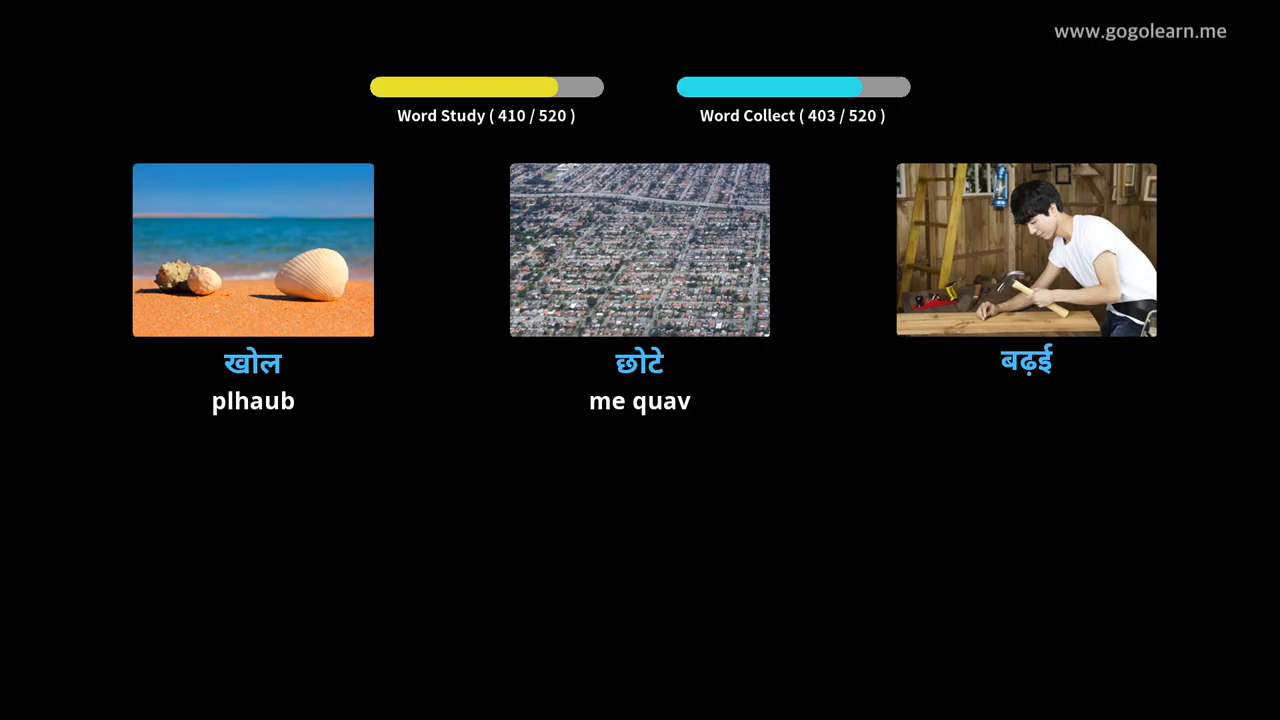 www.gogolearn.me
Word Study ( 410 / 520 )
Word Collect ( 403 / 520 )
खोल
छोटे
बढ़ई
plhaub
me quav